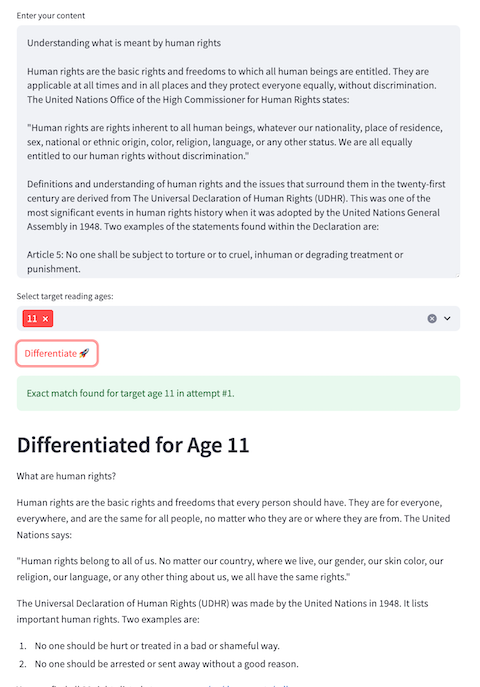 Enter your content
Understanding what is meant by human rights
Human rights are the basic rights and freedoms to which all human beings are entitled. They are
applicable at all times and in all places and they protect everyone equally, without discrimination.
The United Nations Office of the High Commissioner for Human Rights states:
"Human rights are rights inherent to all human beings, whatever our nationality, place of residence,
sex, national or ethnic origin, color, religion, language, or any other status. We are all equally
entitled to our human rights without discrimination."
Definitions and understanding of human rights and the issues that surround them in the twenty-first
century are derived from The Universal Declaration of Human Rights (UDHR). This was one of the
most significant events in human rights history when it was adopted by the United Nations General
Assembly in 1948. Two examples of the statements found within the Declaration are:
Article 5: No one shall be subject to torture or to cruel, inhuman or degrading treatment or
punishment.
Select target reading ages:
11 ×
Differentiate 🚀
Exact match found for target age 11 in attempt #1.
Differentiated for Age 11
What are human rights?
Human rights are the basic rights and freedoms that every person should have. They are for everyone,
everywhere, and are the same for all people, no matter who they are or where they are from. The United
Nations says:
"Human rights belong to all of us. No matter our country, where we live, our gender, our skin color, our
religion, our language, or any other thing about us, we all have the same rights."
The Universal Declaration of Human Rights (UDHR) was made by the United Nations in 1948. It lists
important human rights. Two examples are:
1. No one should be hurt or treated in a bad or shameful way.
2. No one should be arrested or sent away without a good reason.